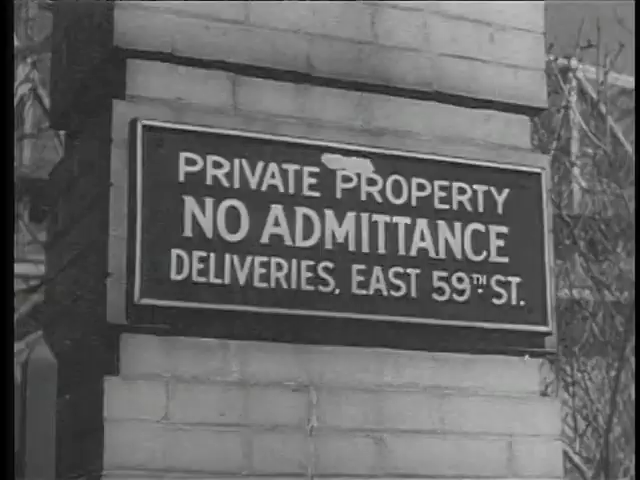 PRIVATE PROPERTY
NO ADMITTANCE
DELIVERIES, EAST 59TH ST.